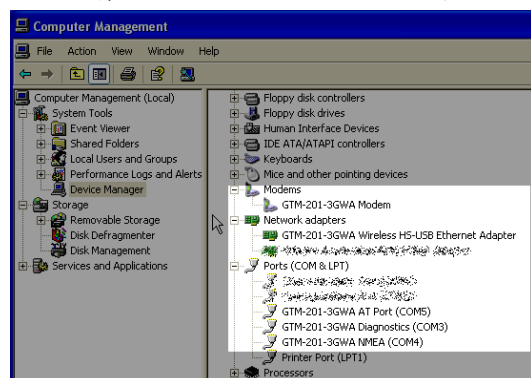 Computer Management
File Action View Window Help
Computer Management (Local)
System Tools
Event Viewer
Shared Folders
Local Users and Groups
Performance Logs and Alerts
Device Manager
Storage
Removable Storage
Disk Defragmenter
Disk Management
Services and Applications
Floppy disk controllers
Floppy disk drives
Human Interface Devices
IDE ATA/ATAPI controllers
Keyboards
Mice and other pointing devices
Modems
GTM-201-3GWA Modem
Network adapters
GTM-201-3GWA Wireless HS-USB Ethernet Adapter
Ports (COM & LPT)
GTM-201-3GWA AT Port (COM5)
GTM-201-3GWA Diagnostics (COM3)
GTM-201-3GWA NMEA (COM4)
Printer Port (LPT1)
Processors